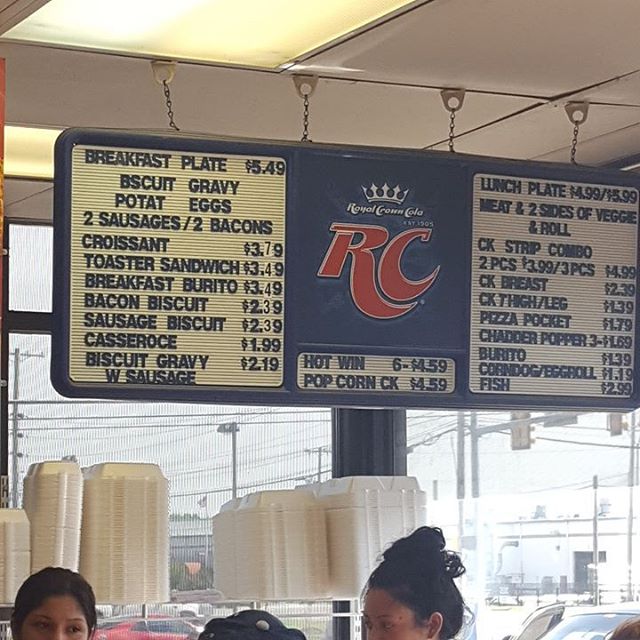 BREAKFAST PLATE $5.49
BSCUIT GRAVY
POTAT EGGS
2 SAUSAGES/2 BACONS
CROISSANT $3.79
TOASTER SANDWICH $3.49
BREAKFAST BURITO $3.49
BACON BISCUIT $2.39
SAUSAGE BISCUIT $2.39
CASSEROCE $1.99
BISCUIT GRAVY $2.19
W SAUSAGE
Royal Crown Cola
EST 1905
RC
HOT WIN 6-$4.59
POP CORN CK $4.59
LUNCH PLATE $4.99/$5.99
MEAT & 2 SIDES OF VEGGIE
& ROLL
CK STRIP COMBO
2 PCS $3.99/3 PCS $4.99
CK BREAST $2.39
CK THIGH/LEG $1.39
PIZZA POCKET $1.79
CHADDER POPPER 3-$1.69
BURITO $1.39
CORNDOG/EGGROLL $1.19
FISH $2.99